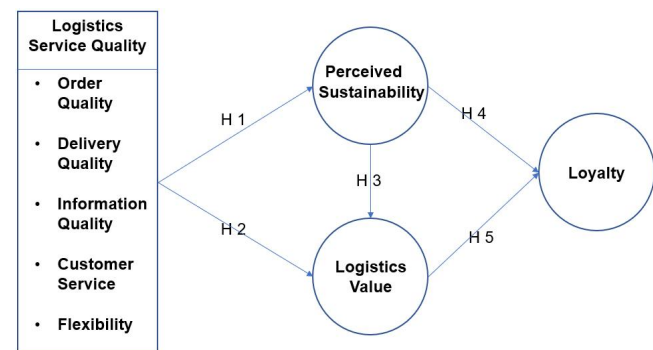 Logistics
Service Quality
• Order
Quality
• Delivery
Quality
• Information
Quality
• Customer
Service
• Flexibility
H 1
H 2
Perceived
Sustainability
H 3
Logistics
Value
H 4
H 5
Loyalty